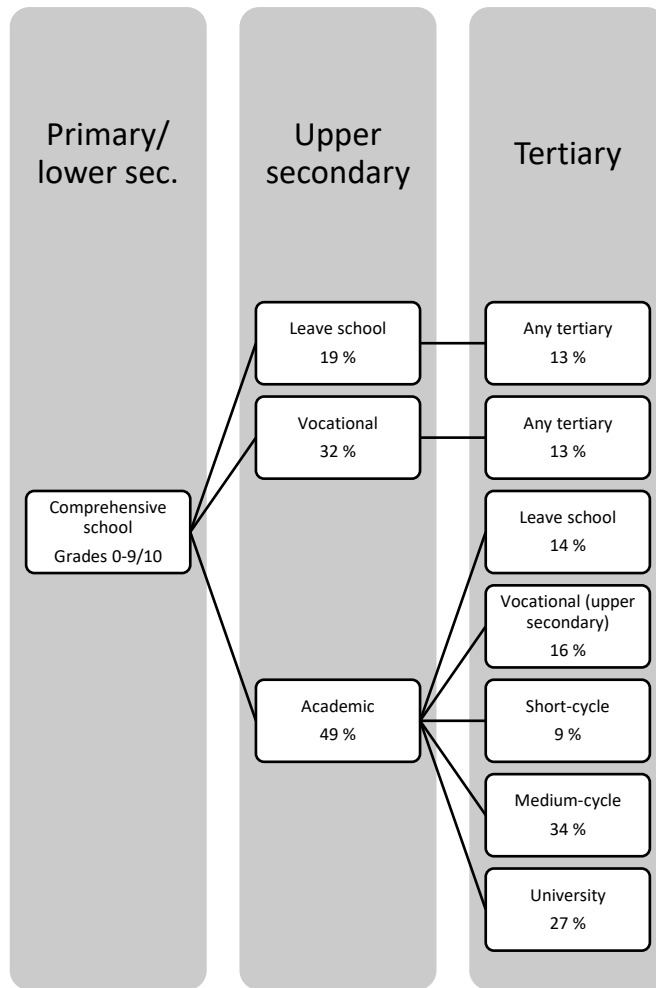 Primary/
lower sec.
Upper
secondary
Tertiary
Comprehensive
school
Grades 0-9/10
Leave school
19 %
Vocational
32 %
Academic
49 %
Any tertiary
13 %
Any tertiary
13 %
Leave school
14 %
Vocational (upper
secondary)
16 %
Short-cycle
9 %
Medium-cycle
34 %
University
27 %